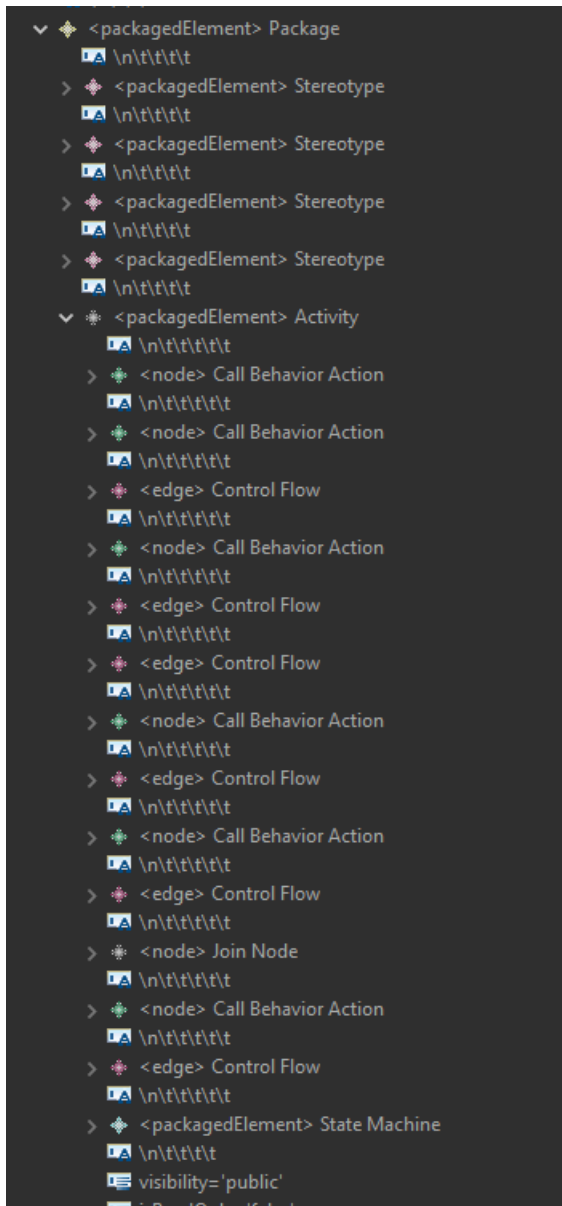 <packagedElement> Package
\n\t\t\t\t
<packagedElement> Stereotype
\n\t\t\t\t
<packagedElement> Stereotype
\n\t\t\t\t
<packagedElement> Stereotype
\n\t\t\t\t
<packagedElement> Stereotype
\n\t\t\t\t
<packagedElement> Activity
\n\t\t\t\t\t
<node> Call Behavior Action
\n\t\t\t\t\t
<node> Call Behavior Action
\n\t\t\t\t\t
<edge> Control Flow
\n\t\t\t\t\t
<node> Call Behavior Action
\n\t\t\t\t\t
<edge> Control Flow
\n\t\t\t\t\t
<edge> Control Flow
\n\t\t\t\t\t
<node> Call Behavior Action
\n\t\t\t\t\t
<edge> Control Flow
\n\t\t\t\t\t
<node> Call Behavior Action
\n\t\t\t\t\t
<edge> Control Flow
\n\t\t\t\t\t
<node> Join Node
\n\t\t\t\t\t
<node> Call Behavior Action
\n\t\t\t\t\t
<edge> Control Flow
\n\t\t\t\t\t
<packagedElement> State Machine
\n\t\t\t\t
visibility='public'